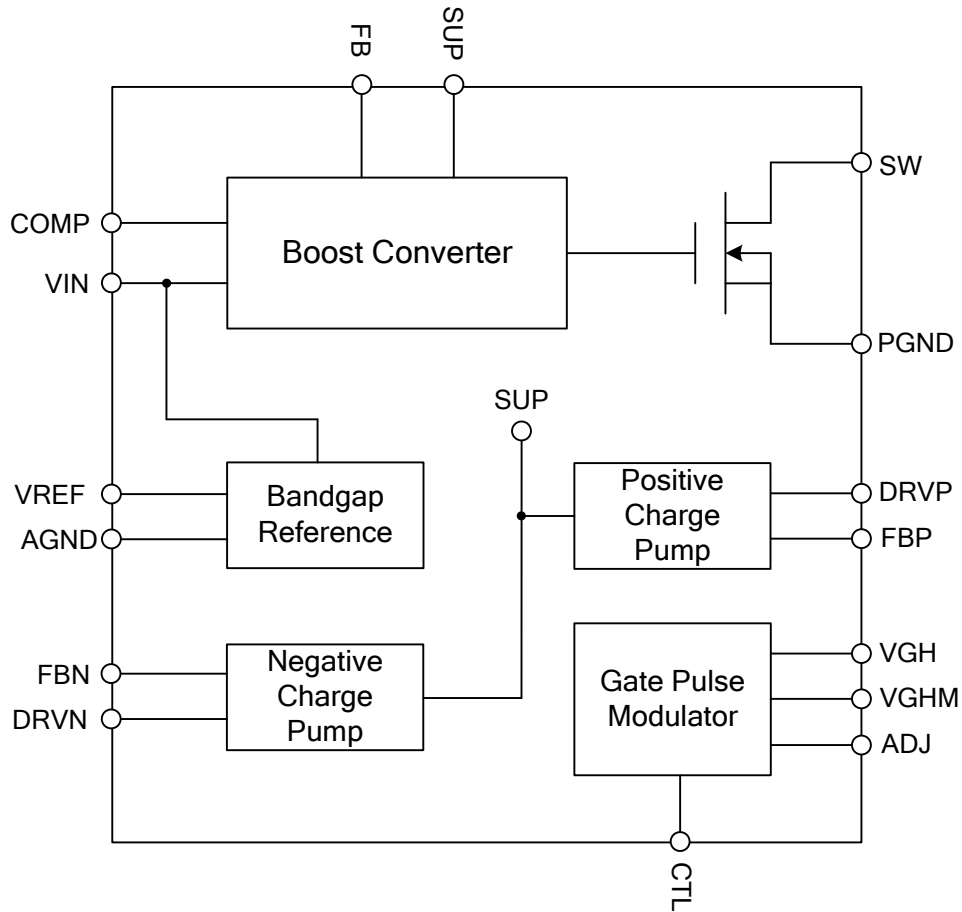 FB
SUP
SW
COMP
Boost Converter
VIN
PGND
SUP
VREF
AGND
Bandgap
Reference
Positive
Charge
Pump
DRVP
FBP
FBN
DRVN
Negative
Charge
Pump
Gate Pulse
Modulator
VGH
VGHM
ADJ
CTL